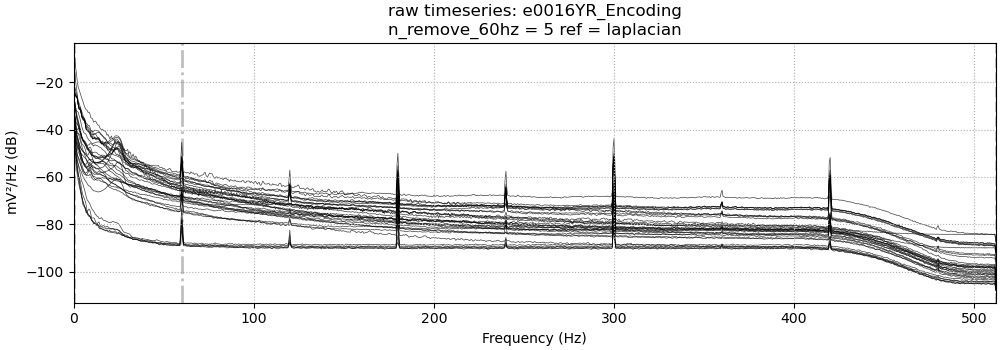 raw timeseries: e0016YR_Encoding
n_remove_60hz = 5 ref = laplacian
mV²/Hz (dB)
−20
−40
−60
−80
−100
0 100 200 300 400 500
Frequency (Hz)